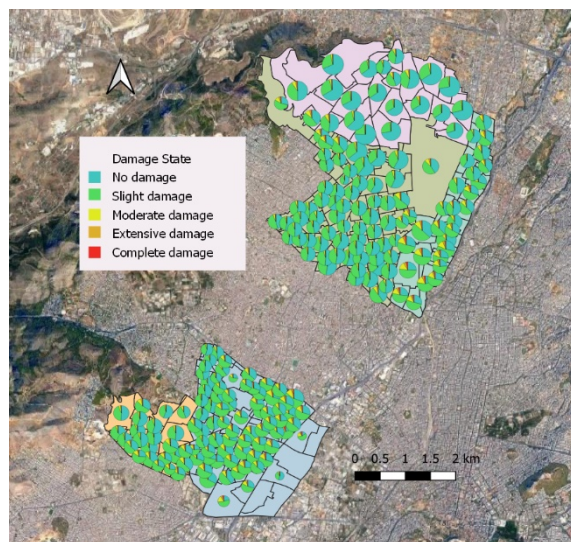 Damage State
No damage
Slight damage
Moderate damage
Extensive damage
Complete damage
0 0.5 1 1.5 2 km